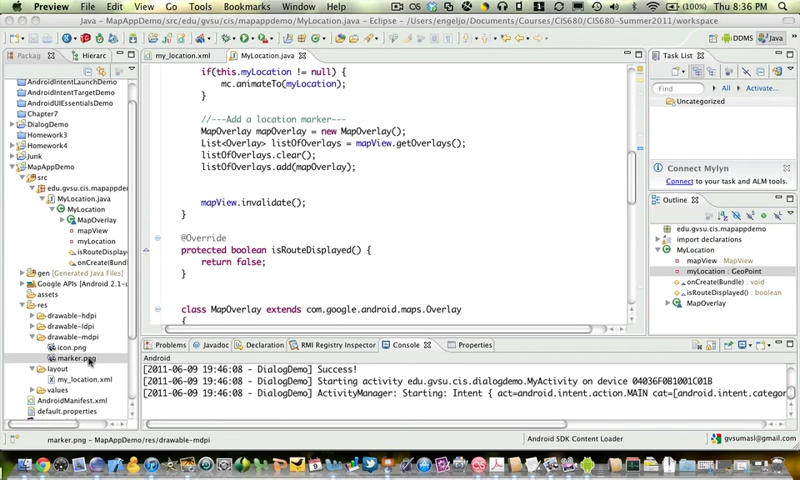 Preview File Edit View Go Tools Bookmarks Window Help (100%) Thu 8:36 PM
Java – MapAppDemo/src/edu/gvsu/cis/mapappdemo/MyLocation.java – Eclipse – /Users/engeljo/Documents/Courses/CIS680/CIS680-Summer2011/workspace
DDMS Java
Packag Hierarc
AndroidIntentLaunchDemo
AndroidIntentTargetDemo
AndroidUIEssentialsDemo
Chapter7
DialogDemo
Homework3
Homework4
Junk
MapAppDemo
src
edu.gvsu.cis.mapappdem
MyLocation.java
MyLocation
MapOverlay
mapView
myLocation
isRouteDisplaye
onCreate(Bundl
gen [Generated Java Files]
Google APIs [Android 2.1-u
assets
res
drawable-hdpi
drawable-ldpi
drawable-mdpi
icon.png
marker.png
layout
my_location.xml
values
AndroidManifest.xml
default.properties
my_location.xml MyLocation.java
if(this.myLocation != null) {
mc.animateTo(myLocation);
}
//---Add a location marker---
MapOverlay mapOverlay = new MapOverlay();
List<Overlay> listOfOverlays = mapView.getOverlays();
listOfOverlays.clear();
listOfOverlays.add(mapOverlay);
mapView.invalidate();
}
@Override
protected boolean isRouteDisplayed() {
return false;
}
class MapOverlay extends com.google.android.maps.Overlay
{
Task List
Find All Activate...
Uncategorized
Connect Mylyn
Connect to your task and ALM tools.
Outline
edu.gvsu.cis.mapappdemo
import declarations
MyLocation
mapView : MapView
myLocation : GeoPoint
onCreate(Bundle) : void
isRouteDisplayed() : boolean
MapOverlay
Problems Javadoc Declaration RMI Registry Inspector Console Properties
Android
[2011-06-09 19:46:08 - DialogDemo] Success!
[2011-06-09 19:46:08 - DialogDemo] Starting activity edu.gvsu.cis.dialogdemo.MyActivity on device 04036F0B1001C01B
[2011-06-09 19:46:08 - DialogDemo] ActivityManager: Starting: Intent { act=android.intent.action.MAIN cat=[android.intent.categor
marker.png - MapAppDemo/res/drawable-mdpi
Android SDK Content Loader
gvsumasl@gmail.com